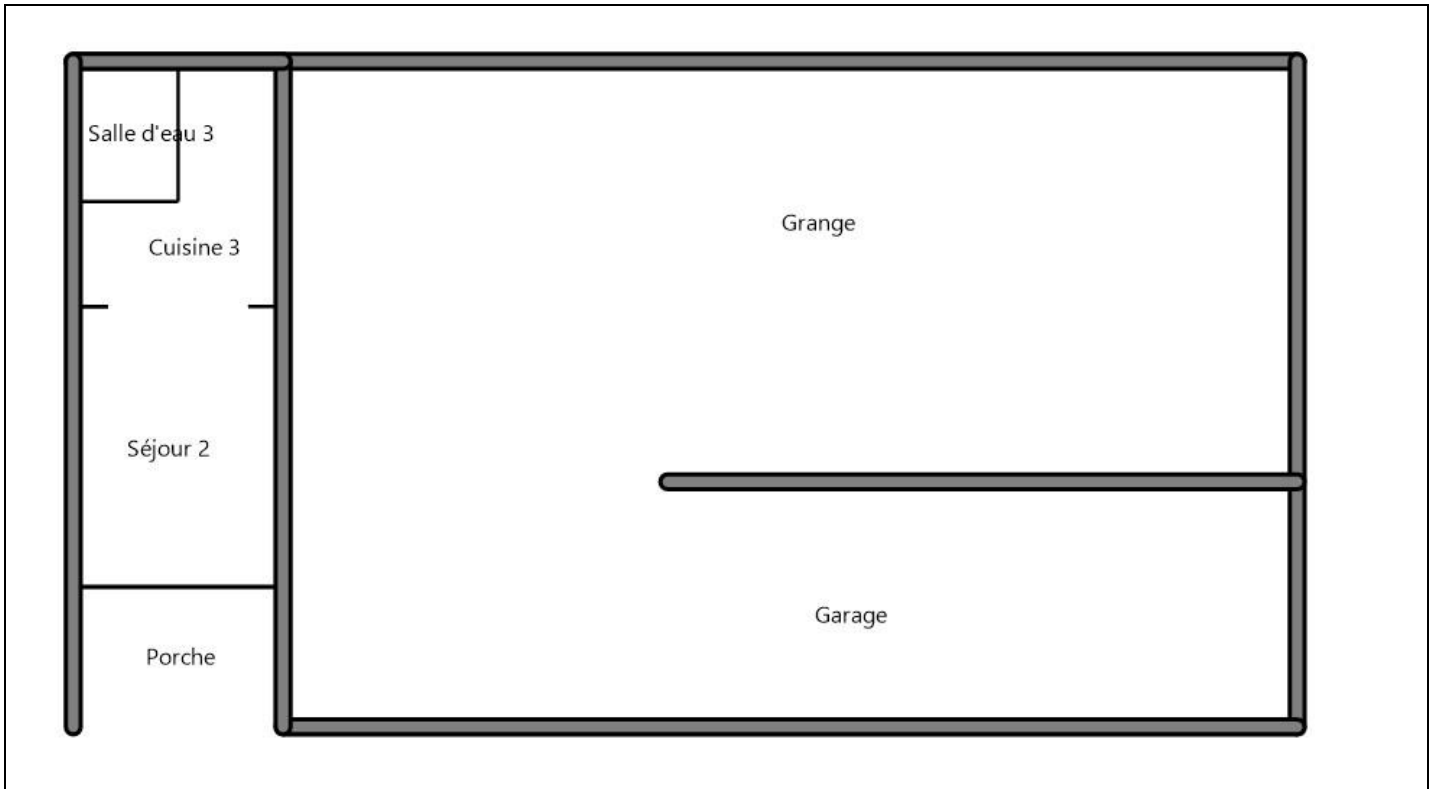 Salle d'eau 3
Grange
Cuisine 3
Séjour 2
Garage
Porche